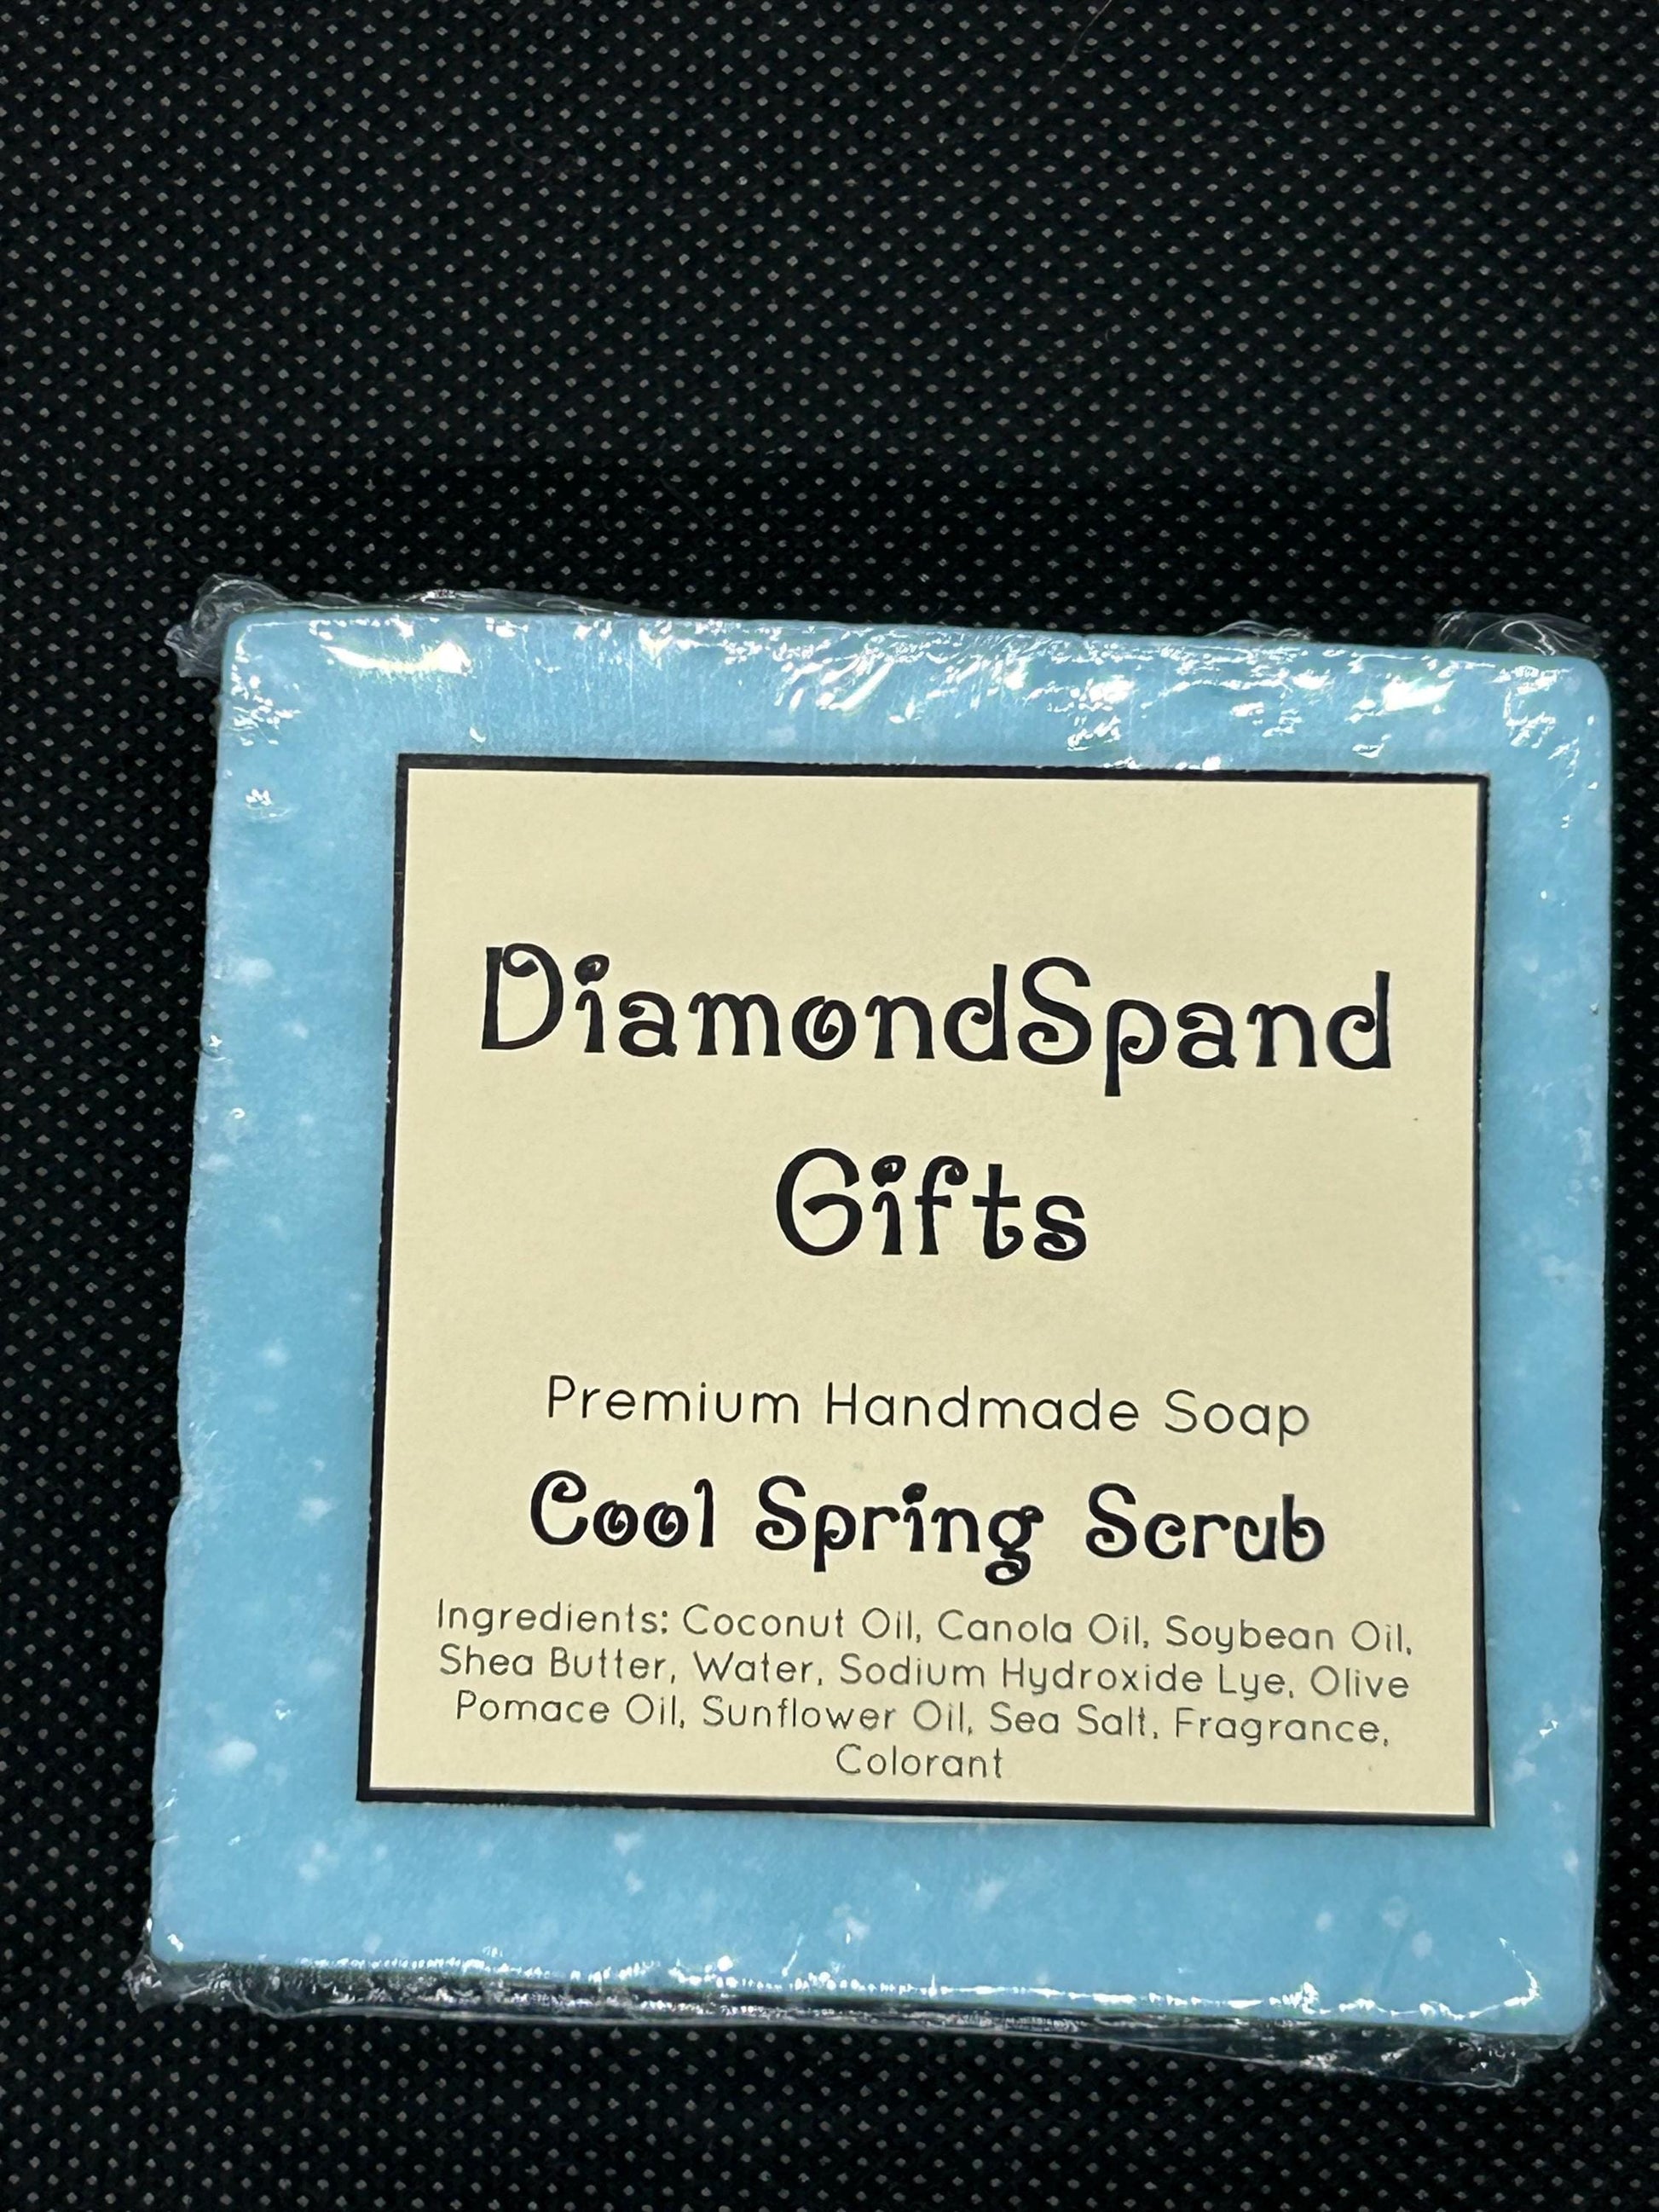 DiamondSpand
Gifts
Premium Handmade Soap
Cool Spring Scrub
Ingredients: Coconut Oil, Canola Oil, Soybean Oil,
Shea Butter, Water, Sodium Hydroxide Lye, Olive
Pomace Oil, Sunflower Oil, Sea Salt, Fragrance,
Colorant